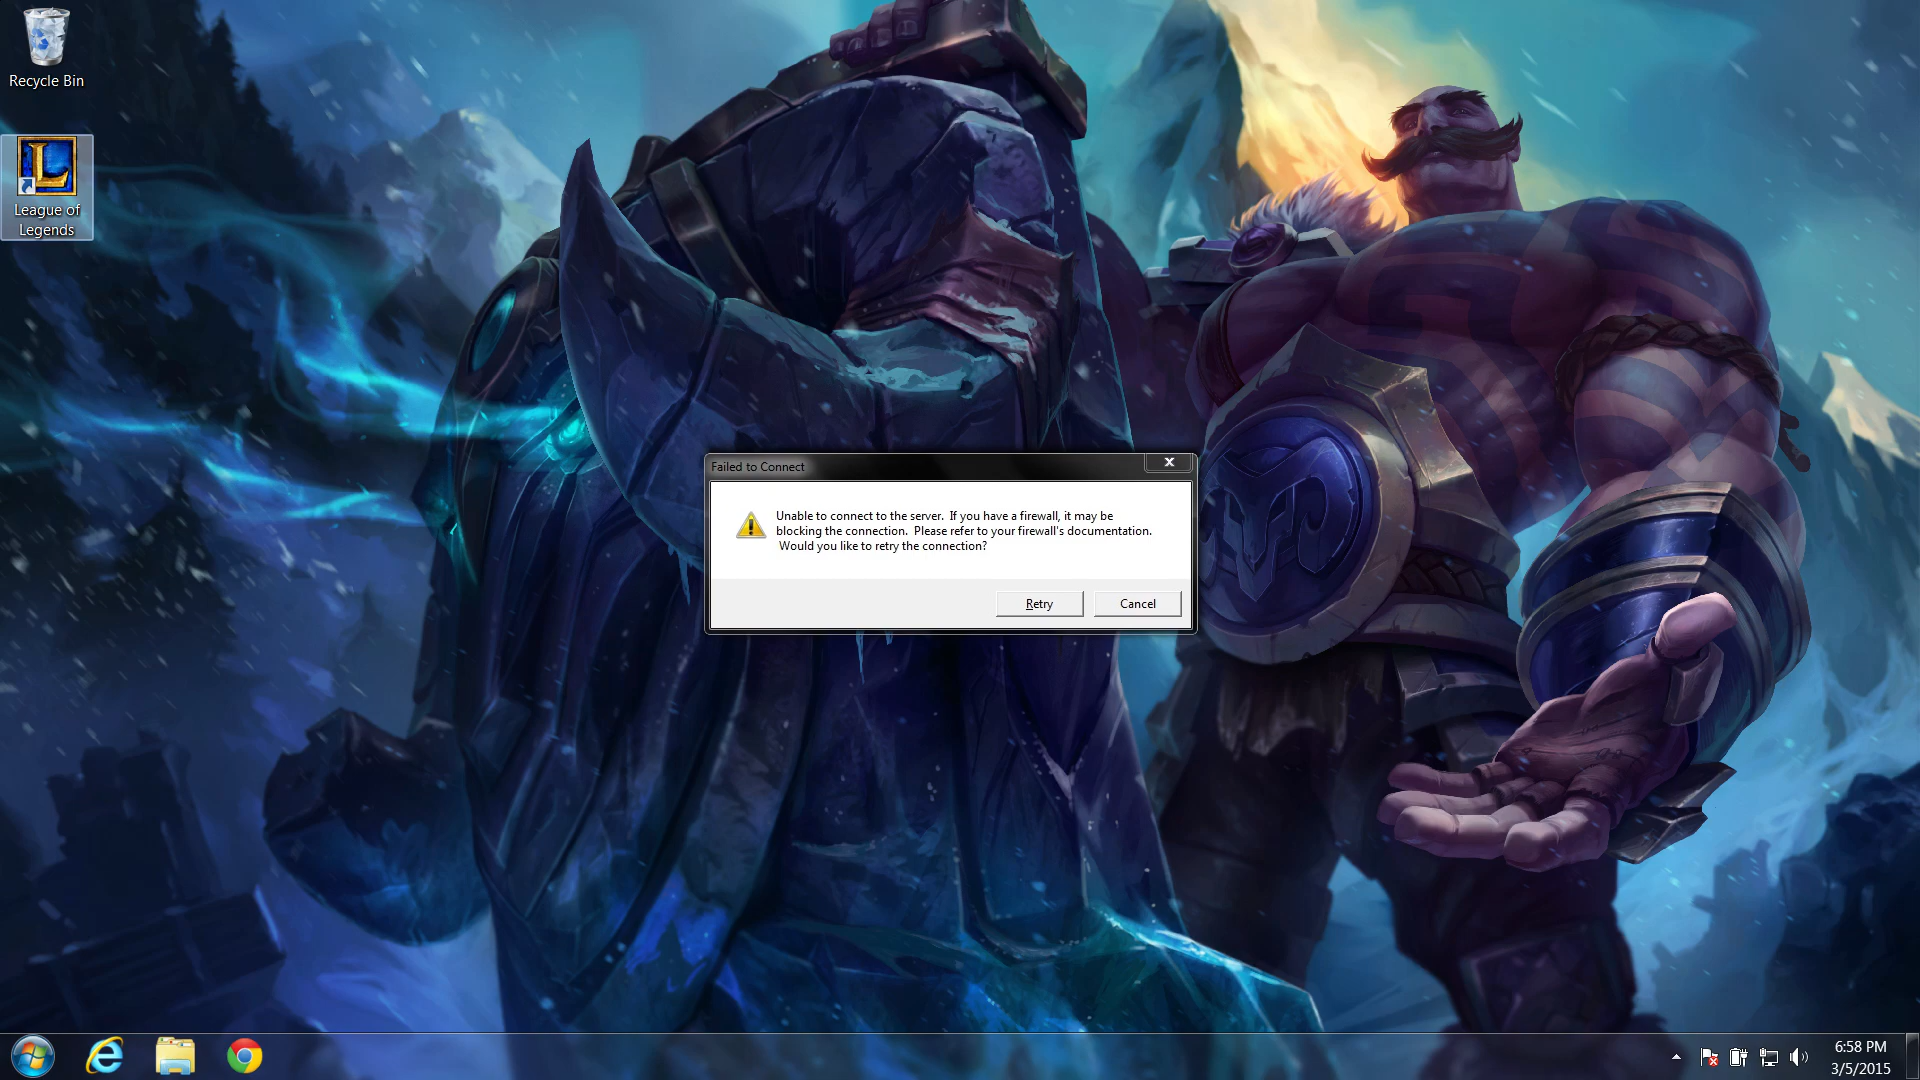 Recycle Bin
L
League of
Legends
Failed to Connect
Unable to connect to the server.  If you have a firewall, it may be
blocking the connection.  Please refer to your firewall's documentation.
Would you like to retry the connection?
Retry
Cancel
6:58 PM
3/5/2015